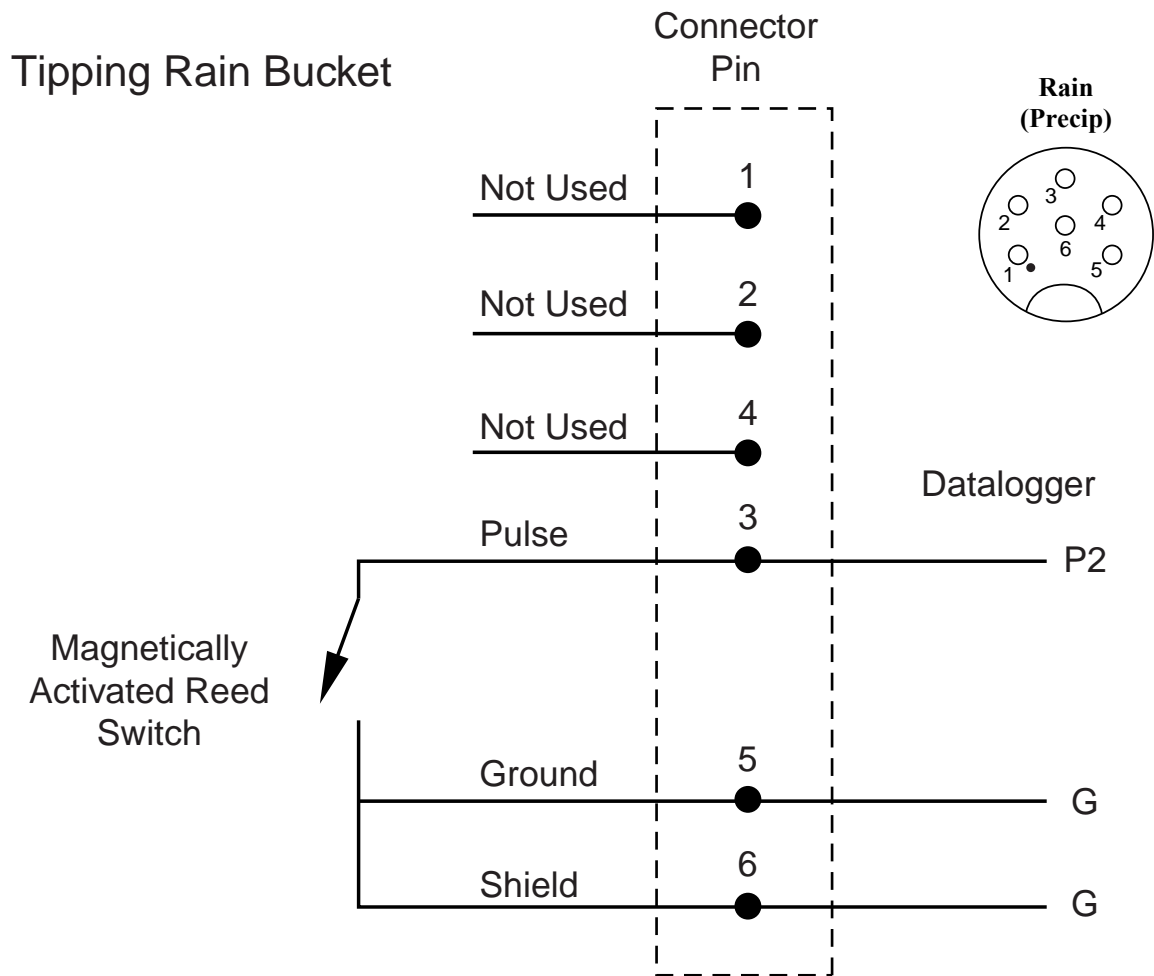 Tipping Rain Bucket
Connector
Pin
Rain
(Precip)
3
2
4
6
1
5
Not Used
1
Not Used
2
Not Used
4
Datalogger
Pulse
3
P2
Magnetically
Activated Reed
Switch
Ground
5
G
Shield
6
G